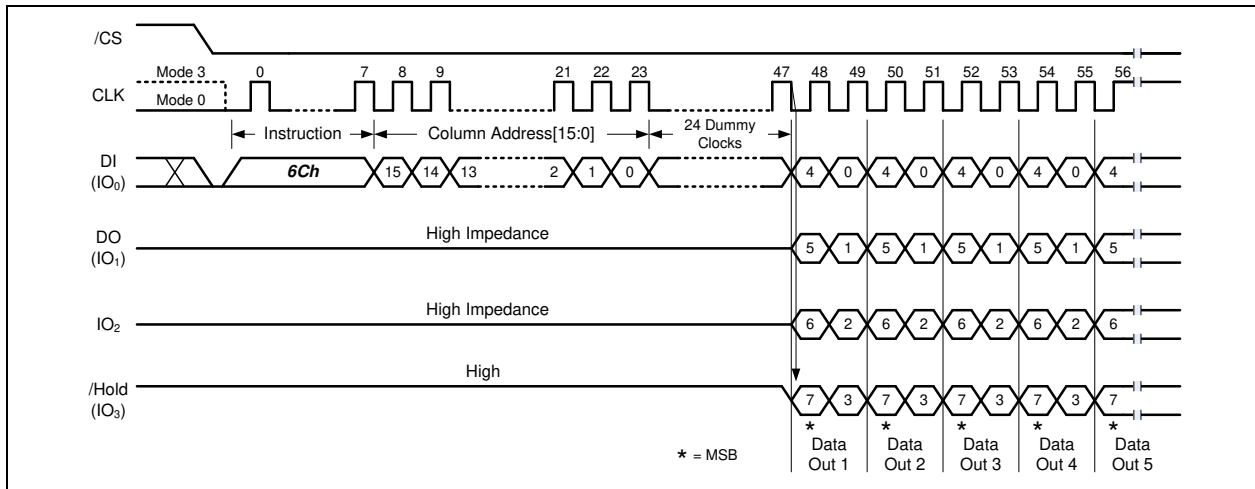 /CS
Mode 3 0 7 8 9 21 22 23 47 48 49 50 51 52 53 54 55 56
CLK
Mode 0
Instruction Column Address[15:0] 24 Dummy
Clocks
DI
(IO0)
6Ch 15 14 13 2 1 0 4 0 4 0 4 0 4 0 4
DO
(IO1)
High Impedance
5 1 5 1 5 1 5 1 5
IO2
High Impedance
6 2 6 2 6 2 6 2 6
/Hold
(IO3)
High
7 3 7 3 7 3 7 3 7
* * * * *
* = MSB
Data
Out 1
Data
Out 2
Data
Out 3
Data
Out 4
Data
Out 5